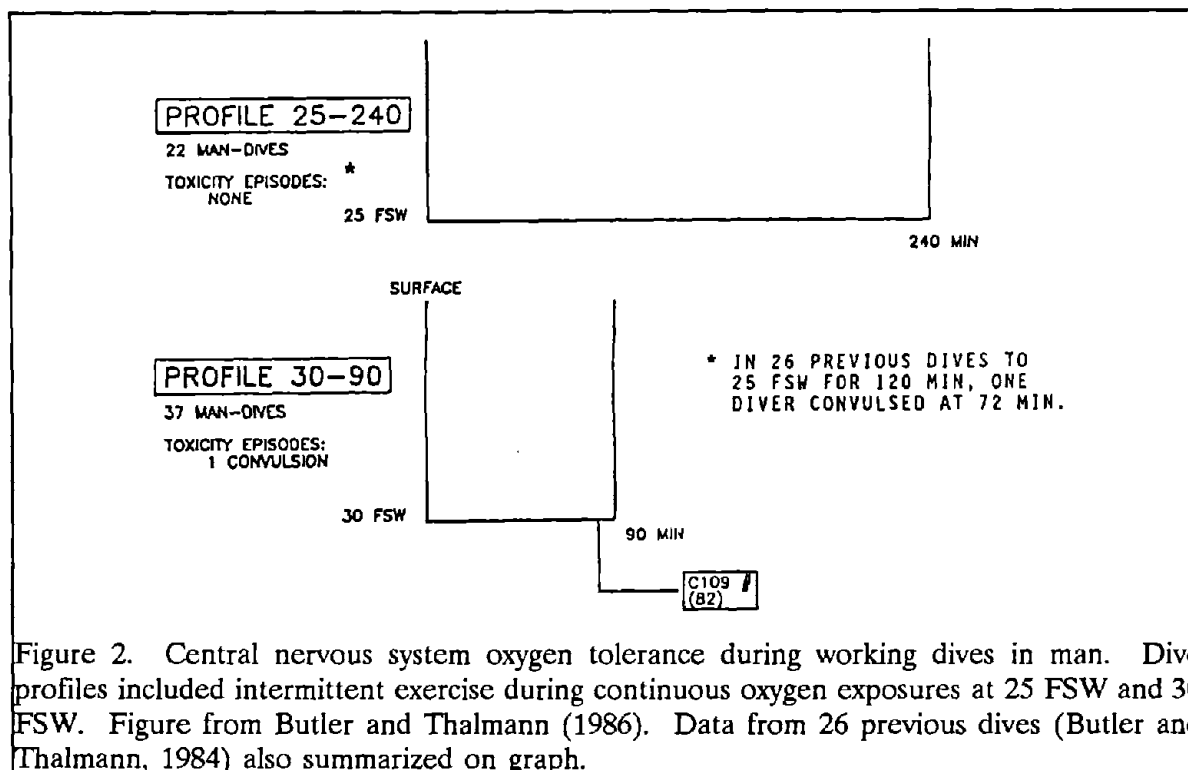 PROFILE 25-240
22 MAN-DIVES
TOXICITY EPISODES: *
NONE
25 FSW
240 MIN
SURFACE
PROFILE 30-90
37 MAN-DIVES
TOXICITY EPISODES:
1 CONVULSION
30 FSW
90 MIN
* IN 26 PREVIOUS DIVES TO
25 FSW FOR 120 MIN, ONE
DIVER CONVULSED AT 72 MIN.
C109
(82)
Figure 2. Central nervous system oxygen tolerance during working dives in man. Div
profiles included intermittent exercise during continuous oxygen exposures at 25 FSW and 3
FSW. Figure from Butler and Thalmann (1986). Data from 26 previous dives (Butler an
Thalmann, 1984) also summarized on graph.